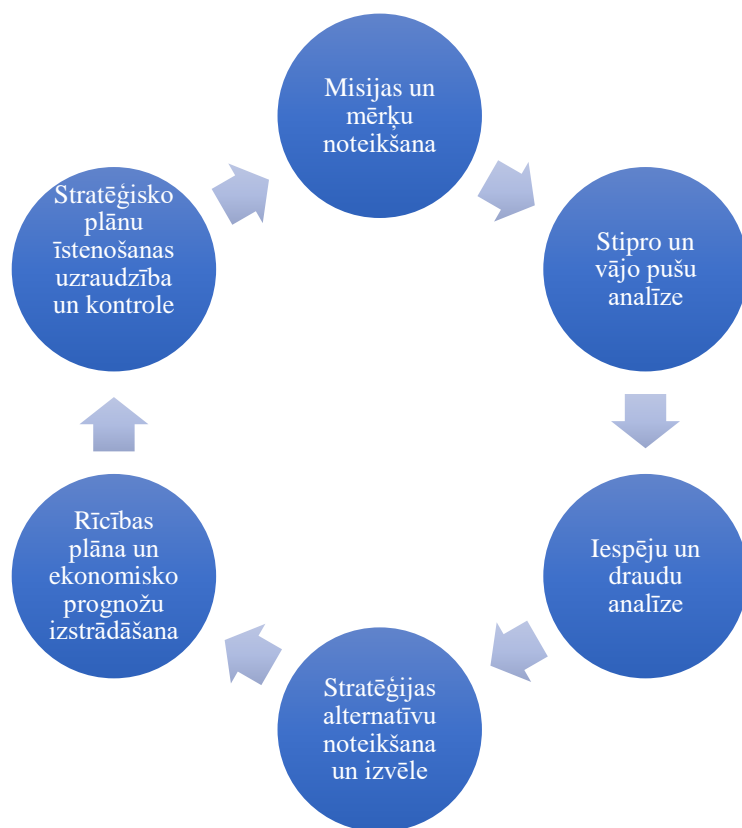 Misijas un
mērķu
noteikšana
Stipro un
vājo pušu
analīze
Iespēju un
draudu
analīze
Stratēģijas
alternatīvu
noteikšana
un izvēle
Rīcības
plāna un
ekonomisko
prognožu
izstrādāšana
Stratēģisko
plānu
īstenošanas
uzraudzība
un kontrole